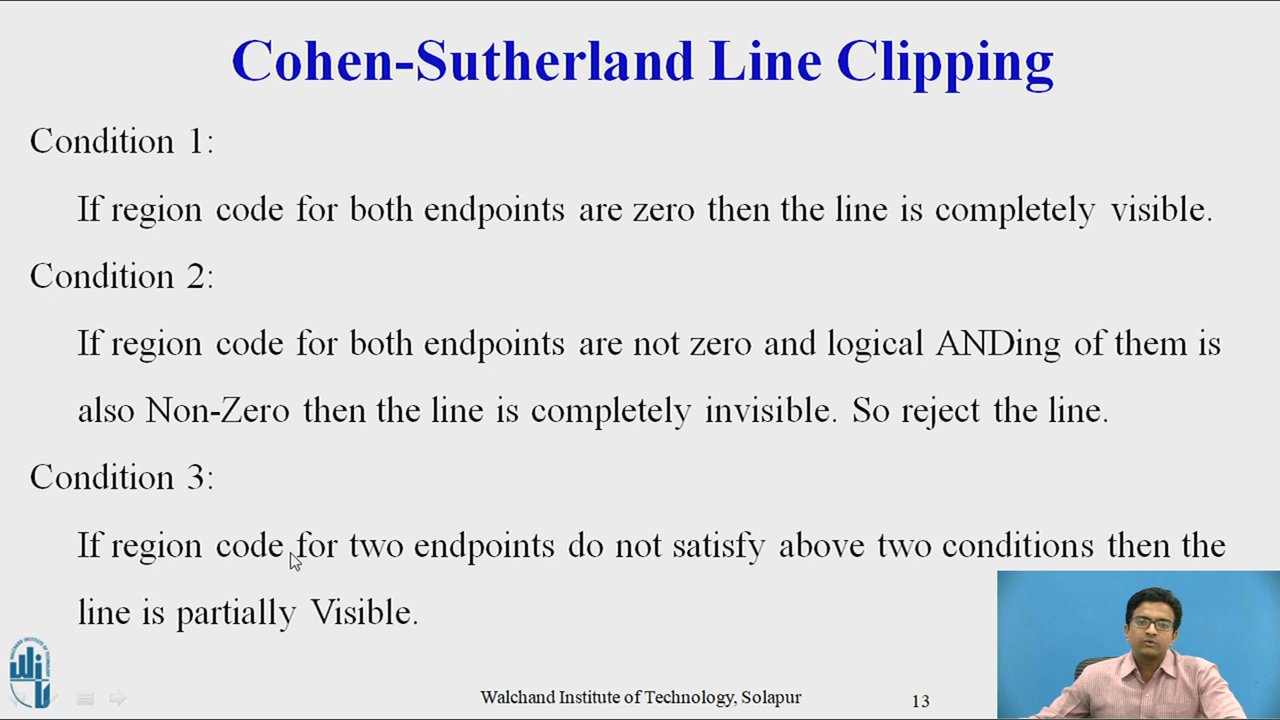 Cohen-Sutherland Line Clipping
Condition 1:
If region code for both endpoints are zero then the line is completely visible.
Condition 2:
If region code for both endpoints are not zero and logical ANDing of them is
also Non-Zero then the line is completely invisible. So reject the line.
Condition 3:
If region code for two endpoints do not satisfy above two conditions then the
line is partially Visible.
Walchand Institute of Technology, Solapur
13